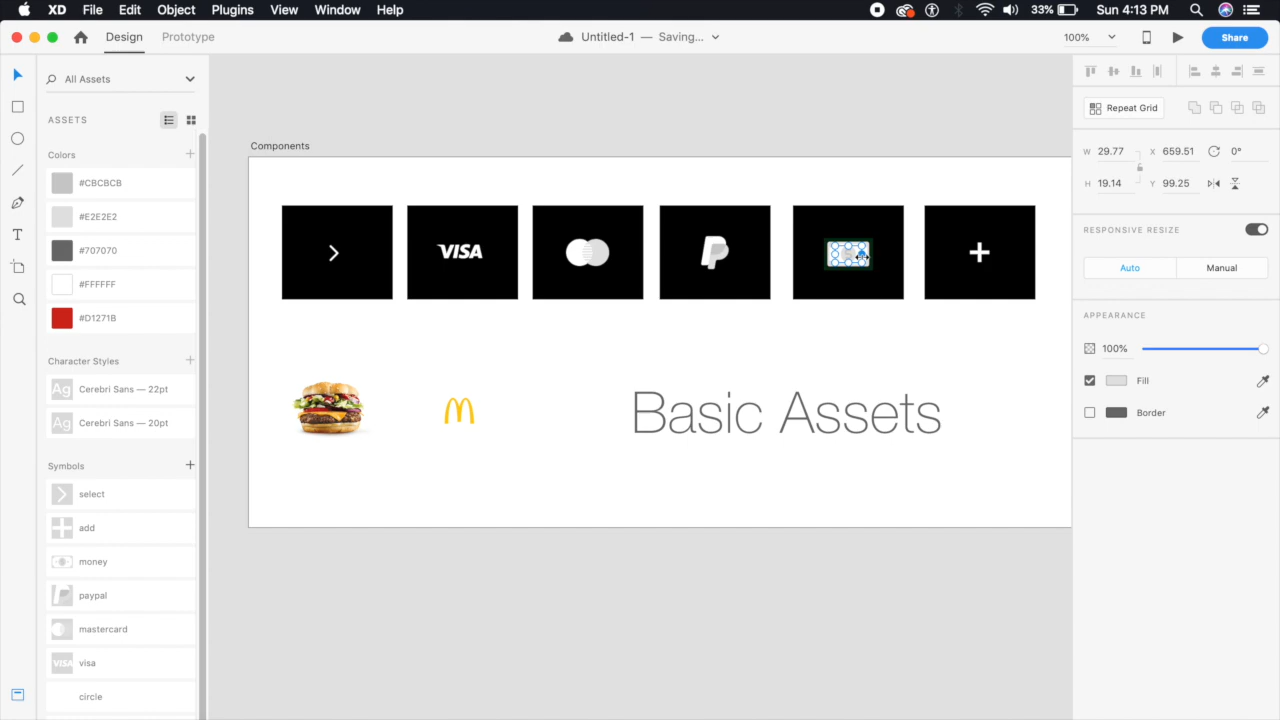 XD File Edit Object Plugins View Window Help 33% Sun 4:13 PM
Design Prototype Untitled-1 — Saving... 100% Share
All Assets
ASSETS
Colors
#CBCBCB
#E2E2E2
#707070
#FFFFFF
#D1271B
Character Styles
Ag Cerebri Sans — 22pt
Ag Cerebri Sans — 20pt
Symbols
select
add
money
paypal
mastercard
VISA visa
circle
Components
VISA
Basic Assets
Repeat Grid
W 29.77 X 659.51 0°
H 19.14 Y 99.25
RESPONSIVE RESIZE
Auto Manual
APPEARANCE
100%
Fill
Border